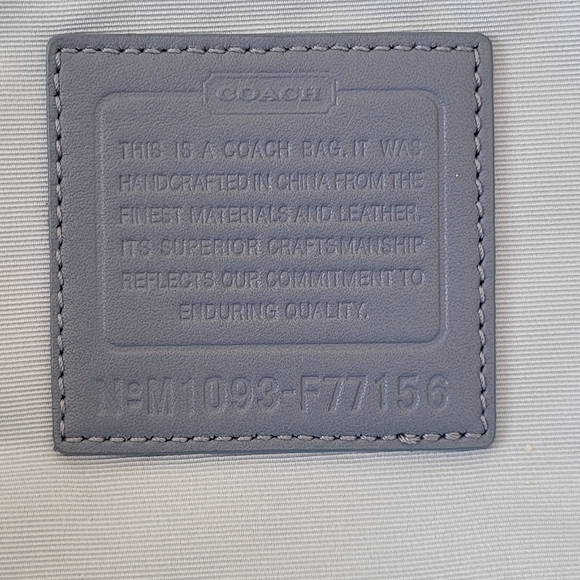 COACH
THIS IS A COACH BAG. IT WAS
HANDCRAFTED IN CHINA FROM THE
FINEST MATERIALS AND LEATHER.
ITS SUPERIOR CRAFTSMANSHIP
REFLECTS OUR COMMITMENT TO
ENDURING QUALITY.
Nº M1093-F77156